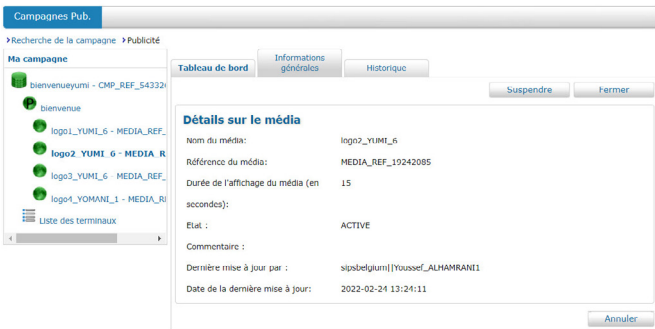 Campagnes Pub.
Recherche de la campagne Publicité
Ma campagne
bienvenueyumi - CMP_REF_54332
bienvenue
logo1_YUMI_6 - MEDIA_REF_
logo2_YUMI_6 - MEDIA_R
logo3_YUMI_6 - MEDIA_REF_
logo4_YOMANI_1 - MEDIA_R
Liste des terminaux
Tableau de bord
Informations
générales
Historique
Suspendre
Fermer
Détails sur le média
Nom du média: logo2_YUMI_6
Référence du média: MEDIA_REF_19242085
Durée de l'affichage du média (en 15
secondes):
Etat : ACTIVE
Commentaire :
Dernière mise à jour par : sipsbelgium||Youssef_ALHAMRANI1
Date de la dernière mise à jour: 2022-02-24 13:24:11
Annuler